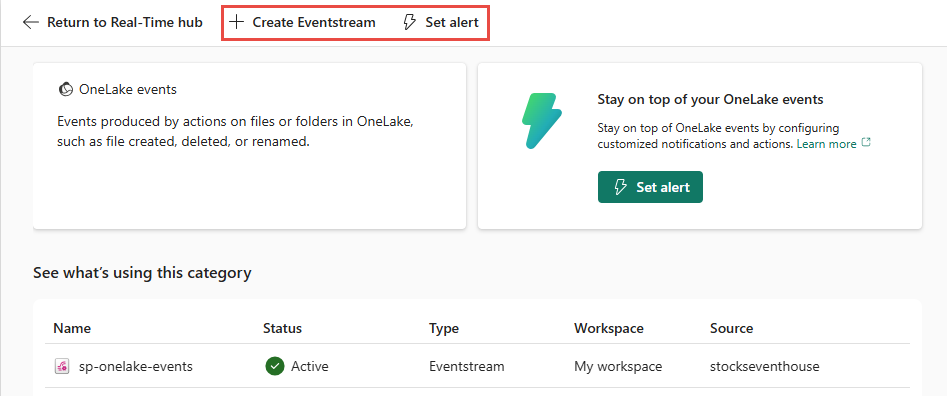 Return to Real-Time hub
Create Eventstream
Set alert
OneLake events
Events produced by actions on files or folders in OneLake,
such as file created, deleted, or renamed.
Stay on top of your OneLake events
Stay on top of OneLake events by configuring
customized notifications and actions. Learn more
Set alert
See what's using this category
Name Status Type Workspace Source
sp-onelake-events Active Eventstream My workspace stockseventhouse